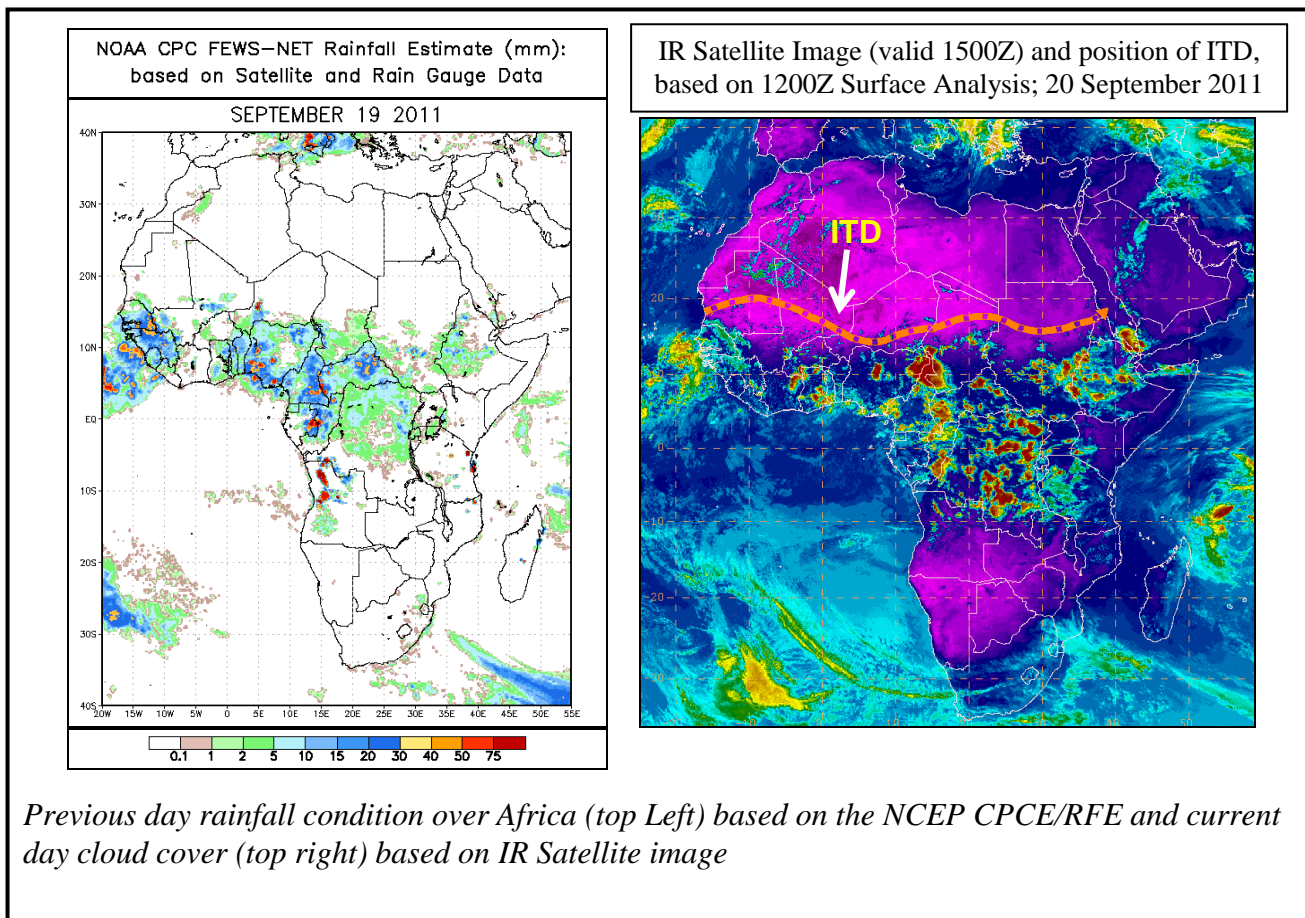 NOAA CPC FEWS-NET Rainfall Estimate (mm):
based on Satellite and Rain Gauge Data
SEPTEMBER 19 2011
40N
30N
20N
10N
EQ
10S
20S
30S
40S
20W 15W 10W 5W 0 5E 10E 15E 20E 25E 30E 35E 40E 45E 50E 55E
0.1 1 2 5 10 15 20 30 40 50 75
IR Satellite Image (valid 1500Z) and position of ITD,
based on 1200Z Surface Analysis; 20 September 2011
ITD
20
0
10
20
Previous day rainfall condition over Africa (top Left) based on the NCEP CPCE/RFE and current
day cloud cover (top right) based on IR Satellite image